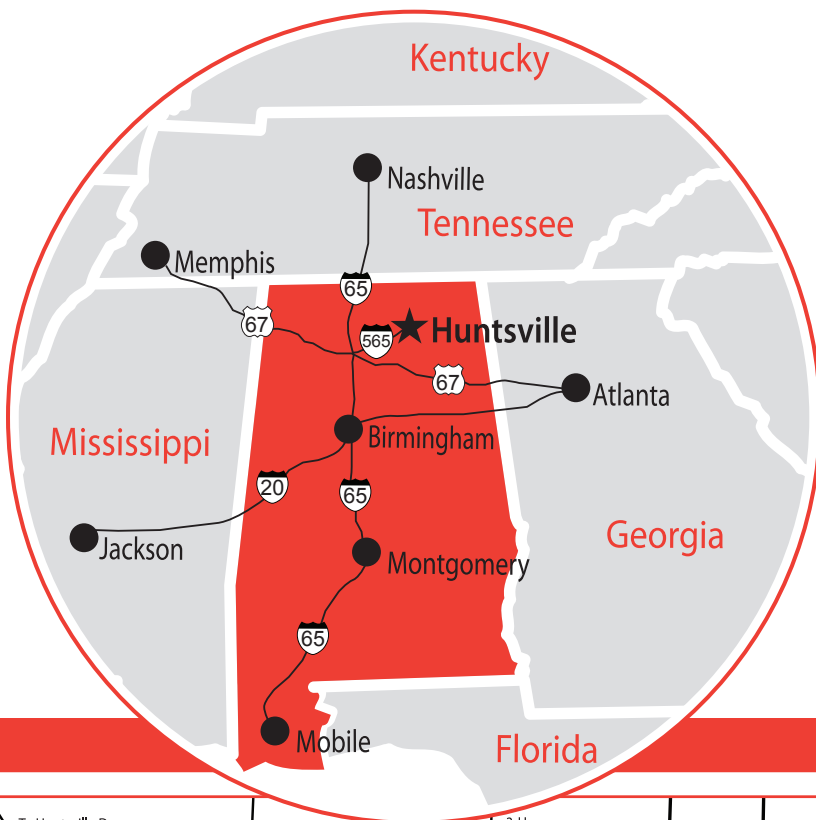 Kentucky
Nashville
Tennessee
Memphis
65
67
565
Huntsville
67
Atlanta
Birmingham
Mississippi
20
65
Georgia
Jackson
Montgomery
65
Mobile
Florida